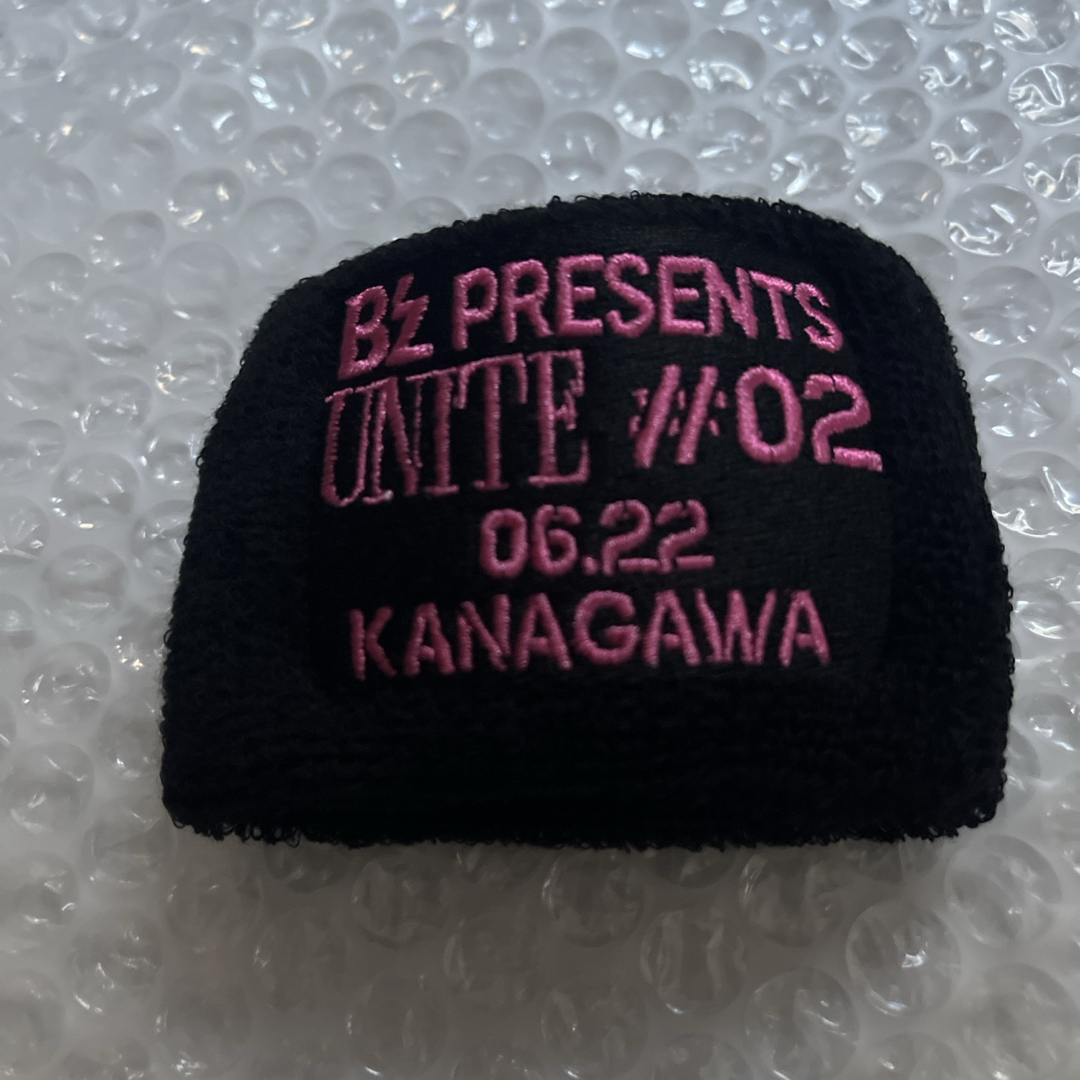 B'z PRESENTS
UNITE #02
06.22
KANAGAWA